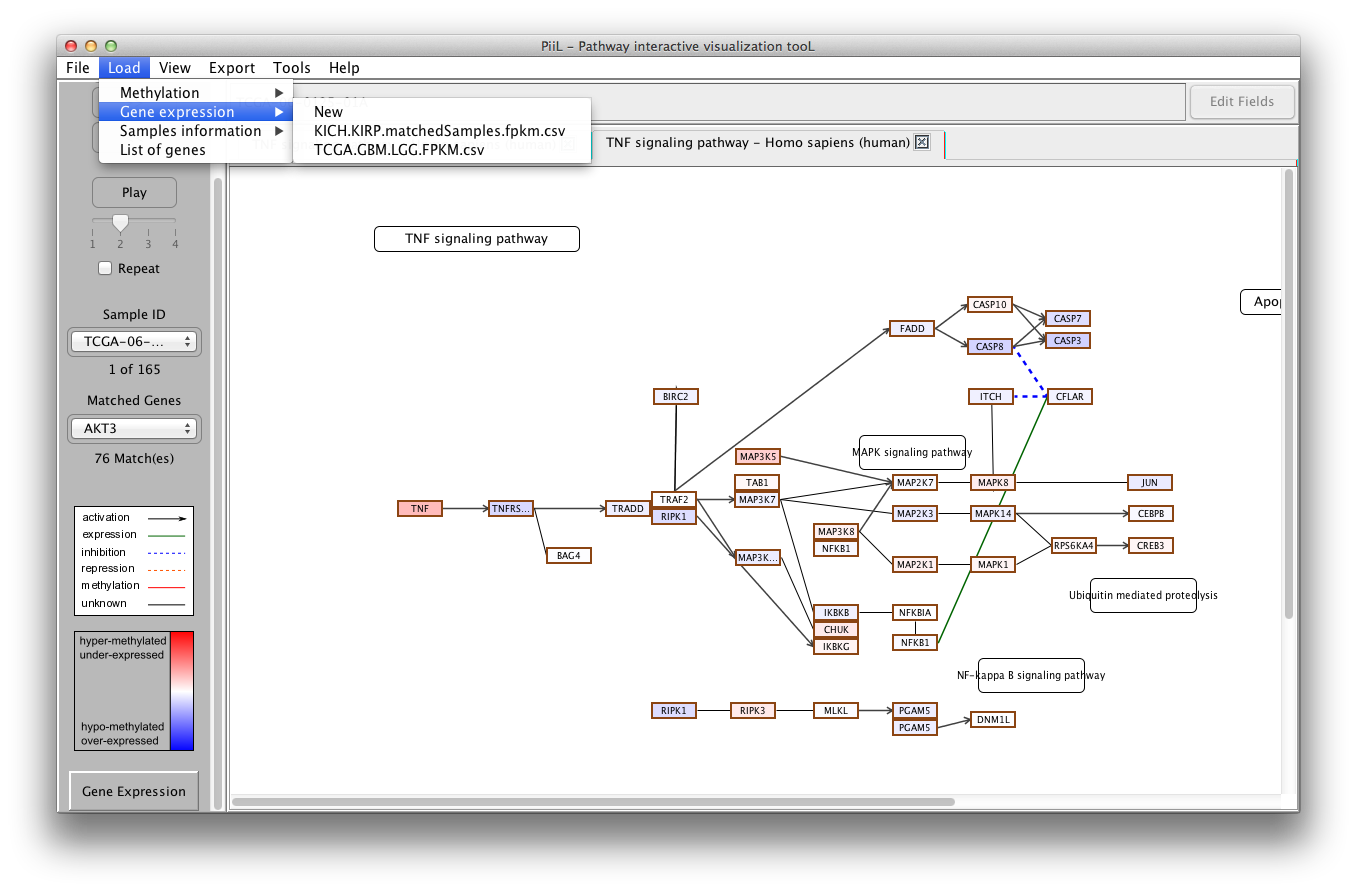 PiiL - Pathway interactive visualization tooL
File Load View Export Tools Help
Methylation
Gene expression
Samples information
List of genes
New
KICH.KIRP.matchedSamples.fpkm.csv
TCGA.GBM.LGG.FPKM.csv
Edit Fields
TNF signaling pathway - Homo sapiens (human)
Play
1 2 3 4
Repeat
Sample ID
TCGA-06-...
1 of 165
Matched Genes
AKT3
76 Match(es)
activation
expression
inhibition
repression
methylation
unknown
hyper-methylated
under-expressed
hypo-methylated
over-expressed
Gene Expression
TNF signaling pathway
Apop
CASP10
CASP7
FADD
CASP3
CASP8
BIRC2
ITCH
CFLAR
MAPK signaling pathway
MAP3K5
TAB1
MAP2K7
MAPK8
JUN
TRAF2
MAP3K7
TNF
TNFRS...
TRADD
RIPK1
MAP2K3
MAPK14
CEBPB
MAP3K8
NFKB1
RPS6KA4
CREB3
BAG4
MAP3K...
MAP2K1
MAPK1
Ubiquitin mediated proteolysis
IKBKB
NFKBIA
CHUK
IKBKG
NFKB1
NF-kappa B signaling pathway
RIPK1
RIPK3
MLKL
PGAM5
PGAM5
DNM1L